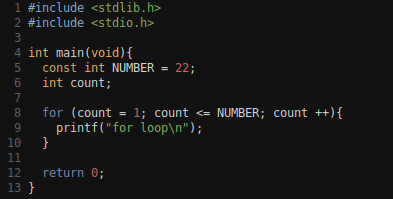 1 #include <stdlib.h>
2 #include <stdio.h>
3
4 int main(void){
5   const int NUMBER = 22;
6   int count;
7
8   for (count = 1; count <= NUMBER; count ++){
9     printf("for loop\n");
10   }
11
12   return 0;
13 }